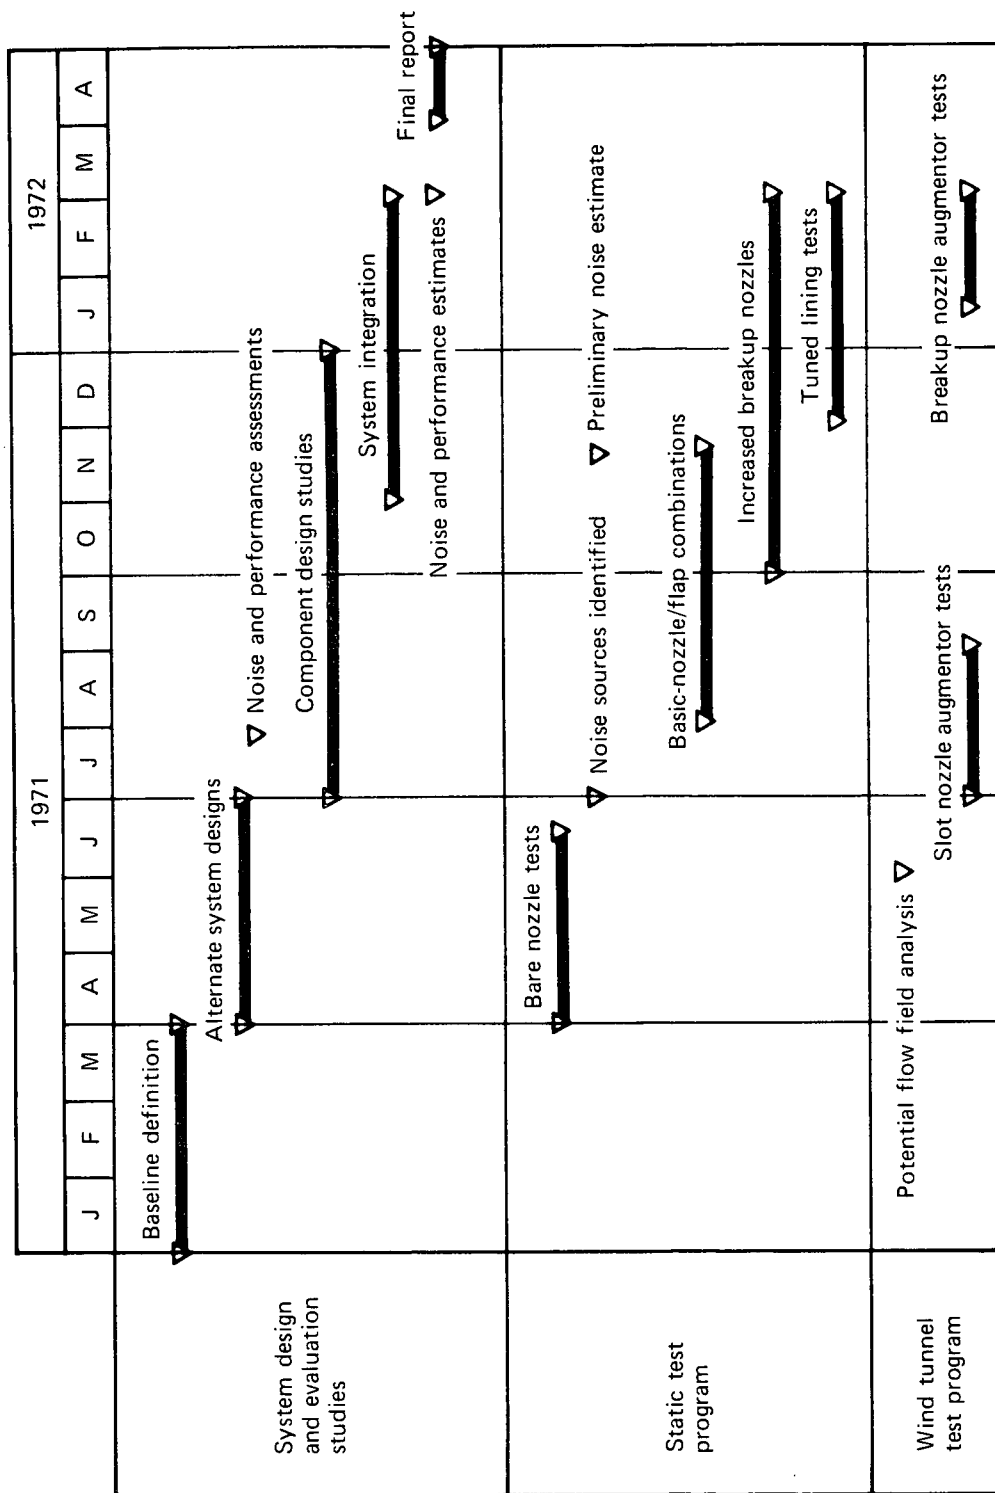 1971
1972
J F M A M J J A S O N D J F M A
System design
and evaluation
studies
Baseline definition
Alternate system designs
Noise and performance assessments
Component design studies
System integration
Noise and performance estimates
Final report
Static test
program
Bare nozzle tests
Noise sources identified
Preliminary noise estimate
Basic-nozzle/flap combinations
Increased breakup nozzles
Tuned lining tests
Wind tunnel
test program
Potential flow field analysis
Slot nozzle augmentor tests
Breakup nozzle augmentor tests